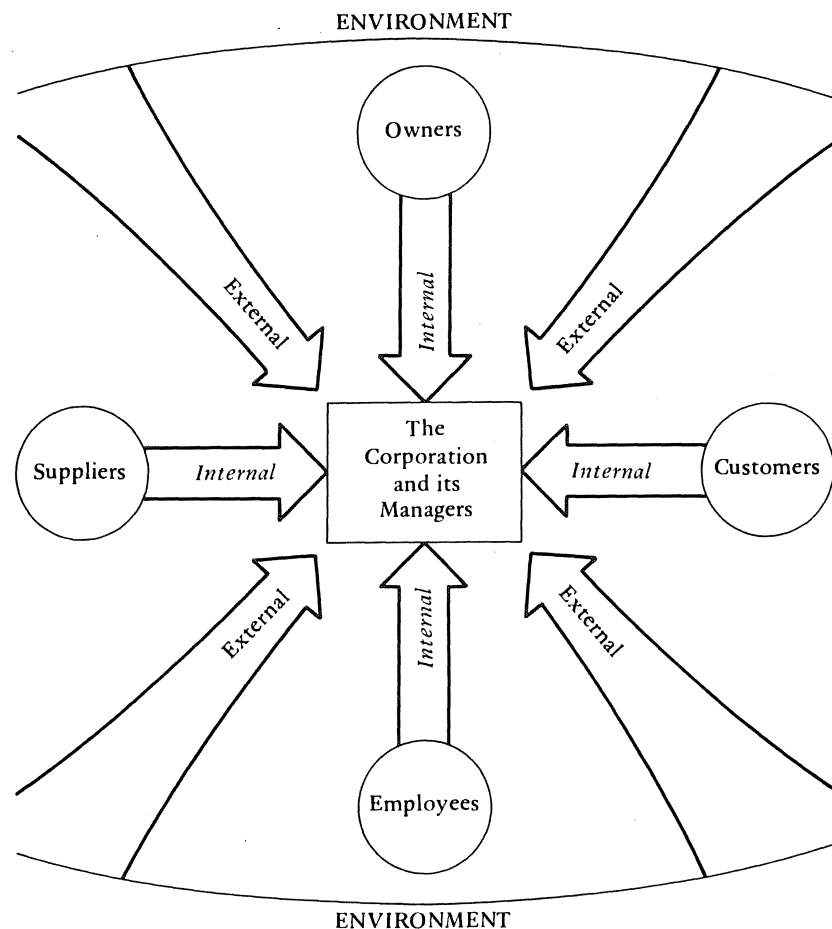 ENVIRONMENT
Owners
External
Internal
External
Suppliers
Internal
The
Corporation
and its
Managers
Internal
Customers
External
Internal
External
Employees
ENVIRONMENT